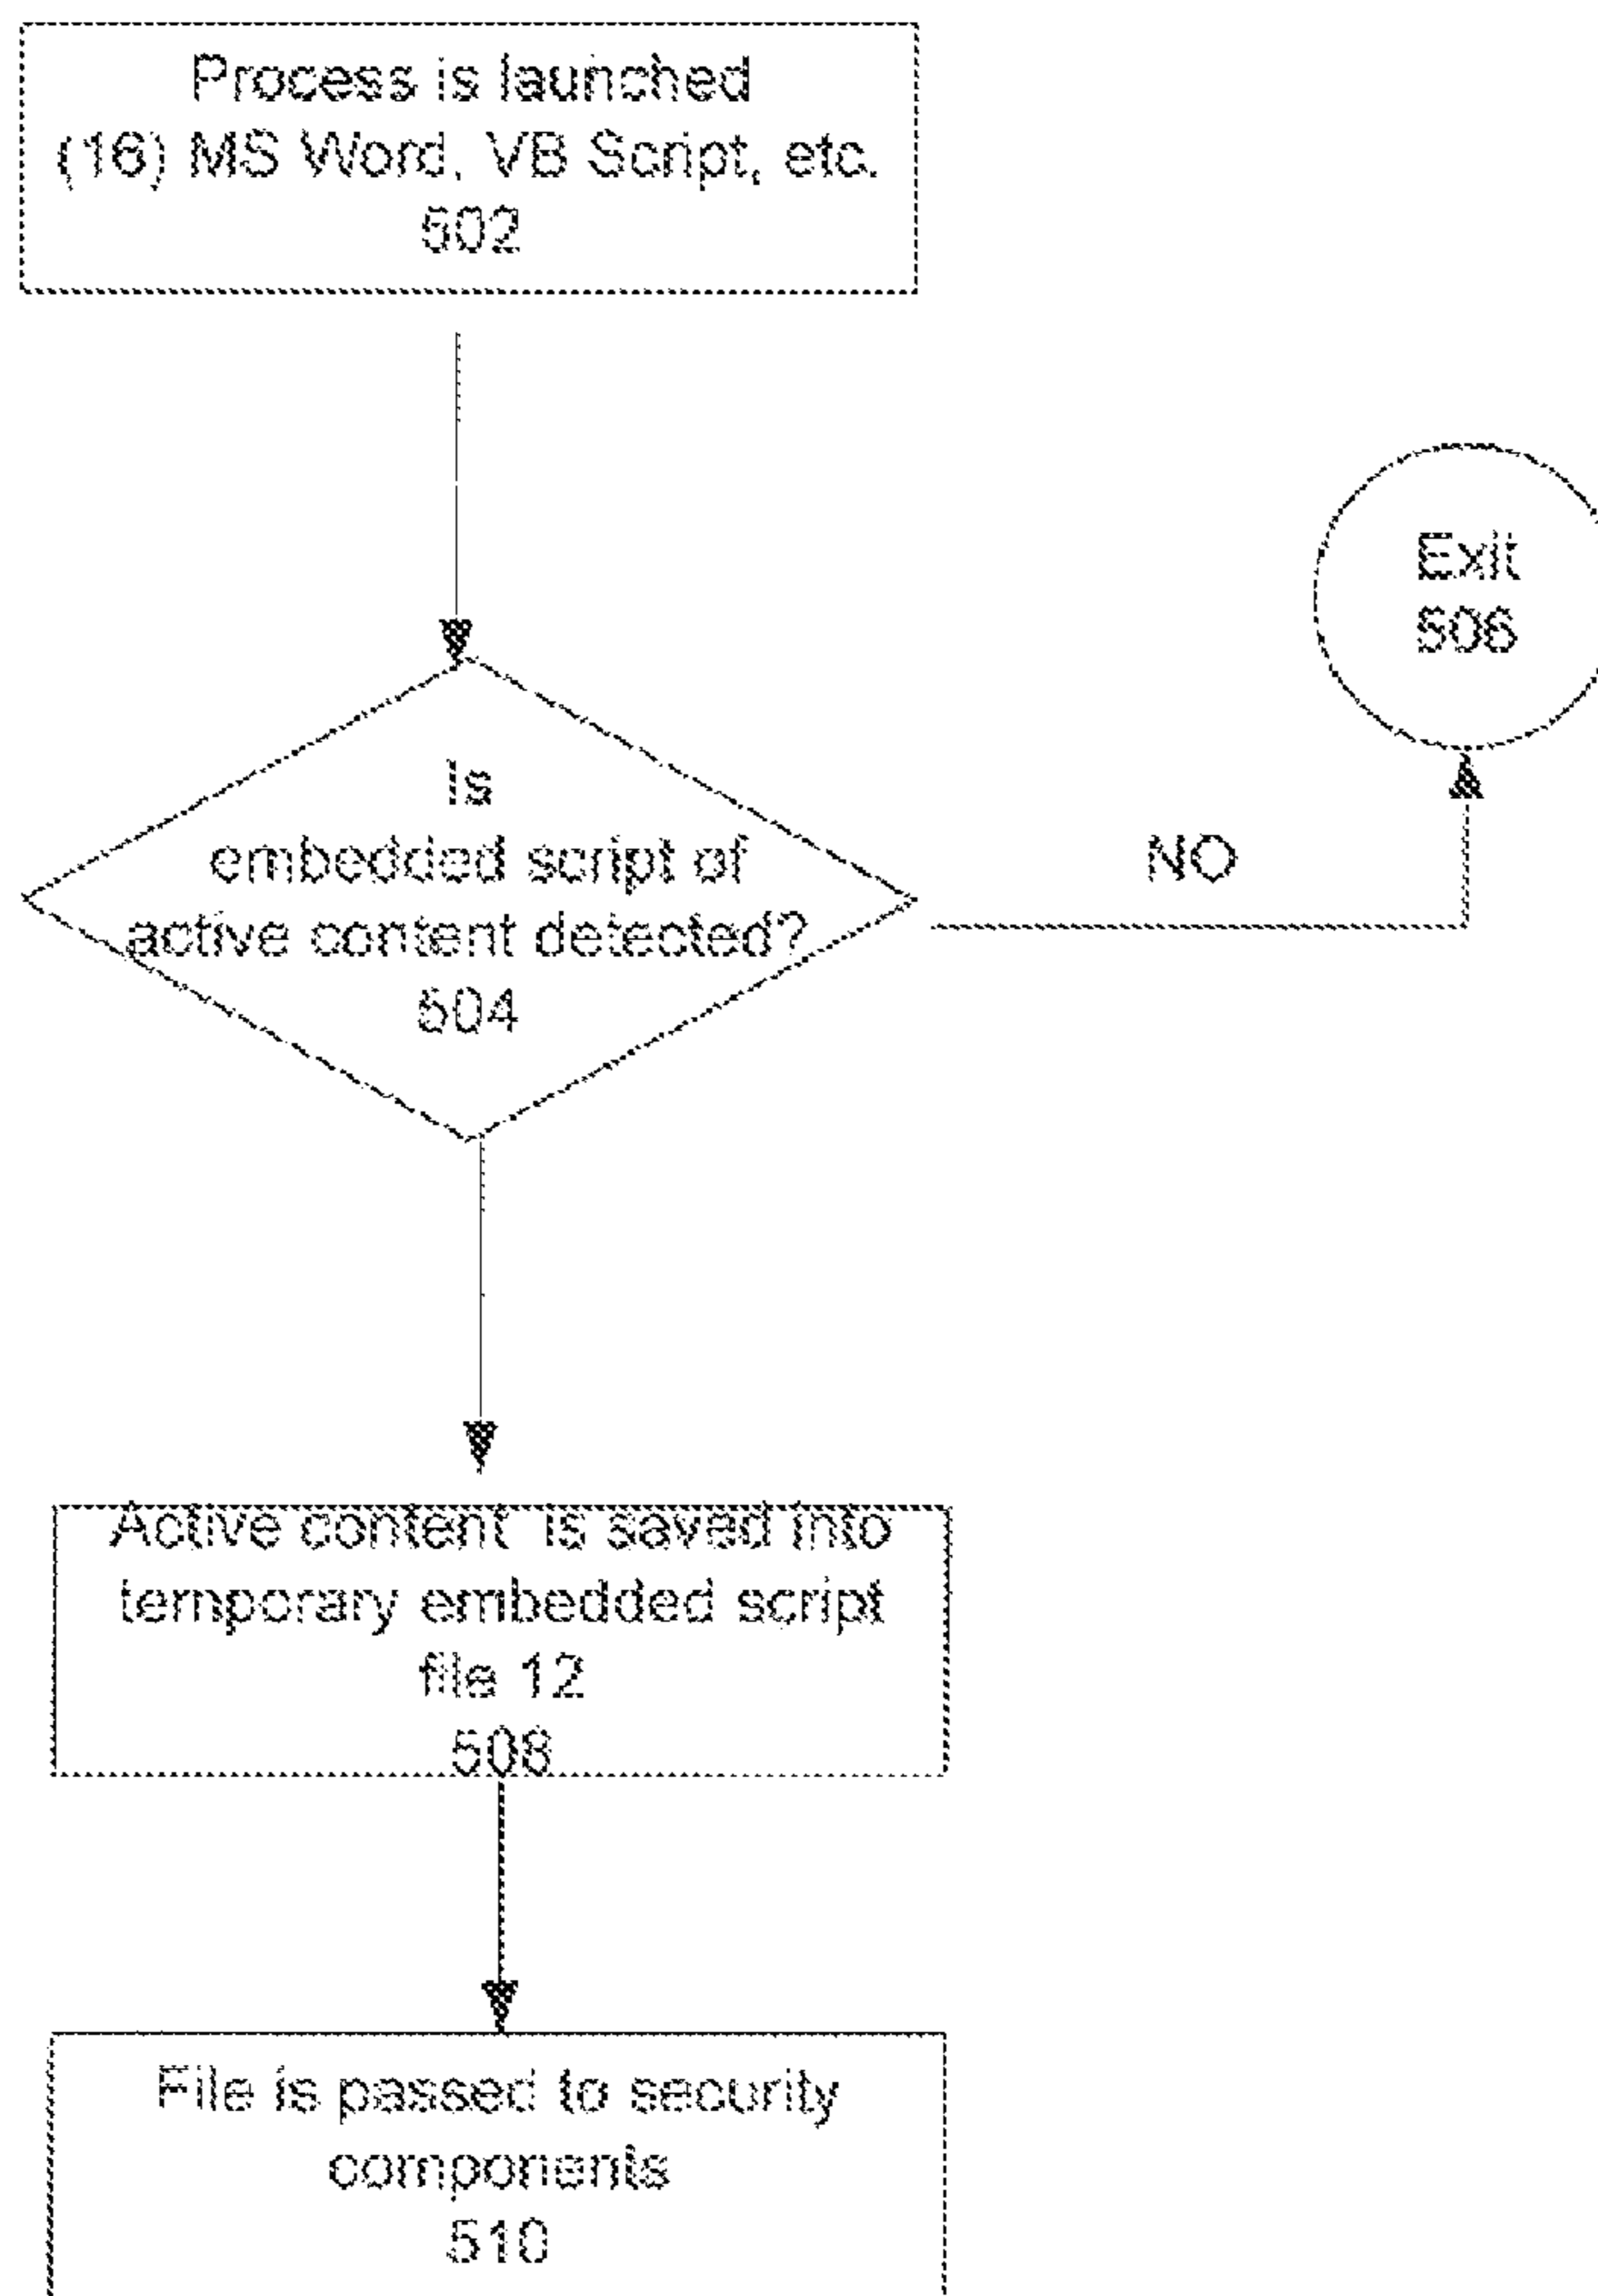 Process is launched
(16) MS Word, VB Script, etc.
502
Exit
506
Is
embedded script of
active content detected?
504
NO
Active content is saved into
temporary embedded script
file 12
508
File is passed to security
components
510